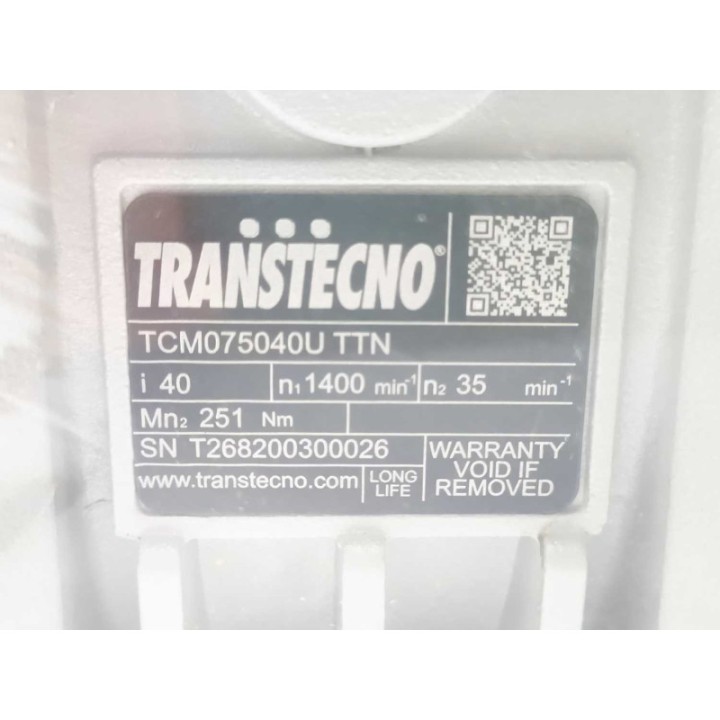 TRANSTECNO®
TCM075040U TTN
i 40 n₁ 1400 min⁻¹ n₂ 35 min⁻¹
Mn₂ 251 Nm
SN T268200300026
WARRANTY
VOID IF
REMOVED
www.transtecno.com
LONG
LIFE